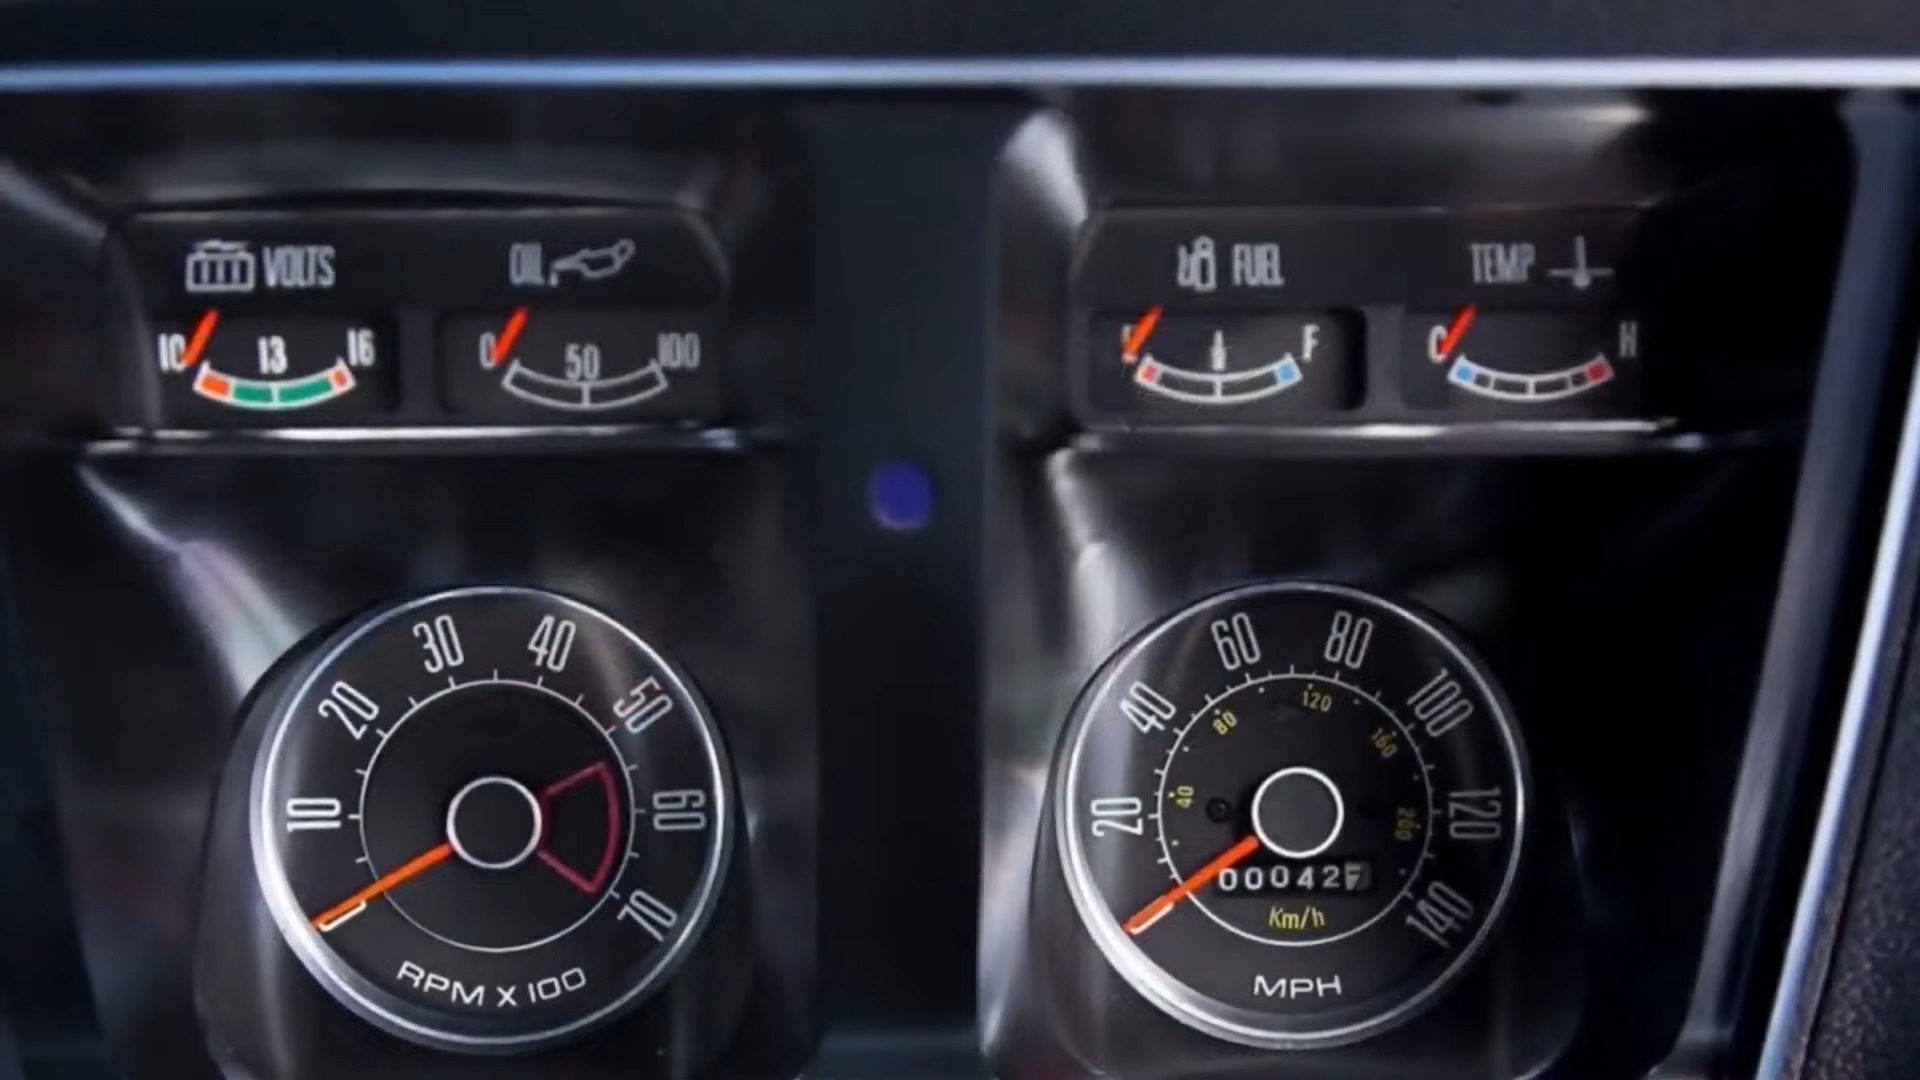 VOLTS
OIL
10 13 16
0 50 100
FUEL
TEMP
E F
C H
10 20 30 40 50 60 70
RPM X 100
20 40 60 80 100 120 140
40 80 120 160 200
00042
Km/h
MPH